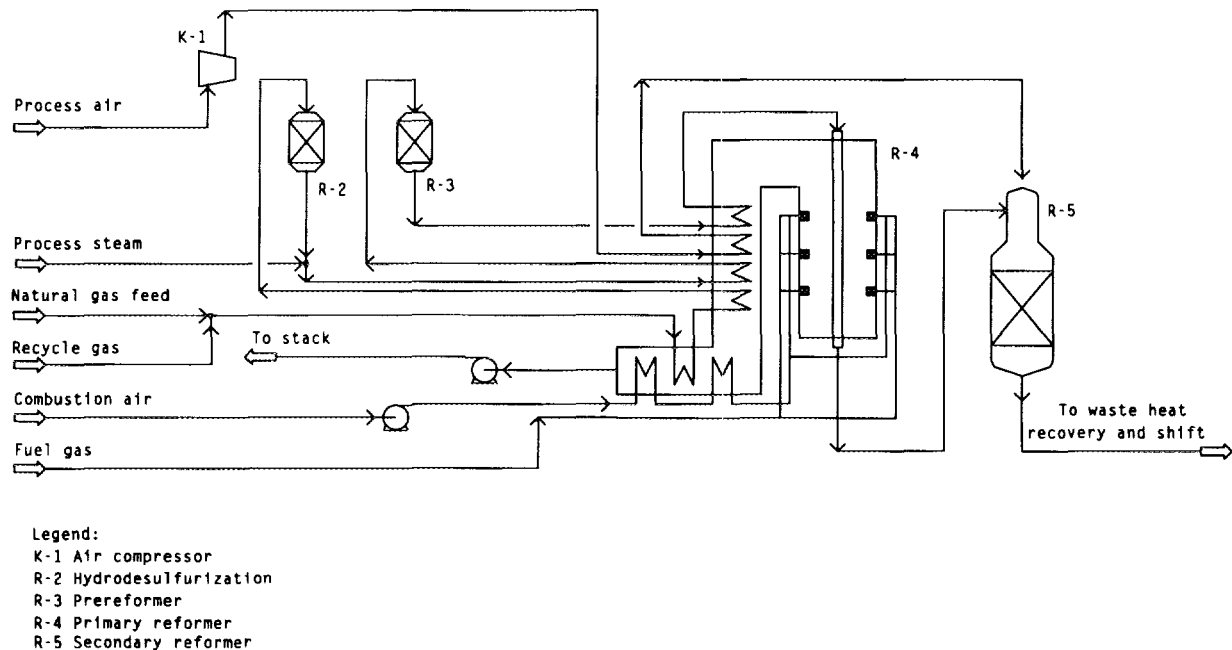 K-1
Process air
R-2
R-3
R-4
R-5
Process steam
Natural gas feed
To stack
Recycle gas
Combustion air
To waste heat
recovery and shift
Fuel gas
Legend:
K-1 Air compressor
R-2 Hydrodesulfurization
R-3 Prereformer
R-4 Primary reformer
R-5 Secondary reformer